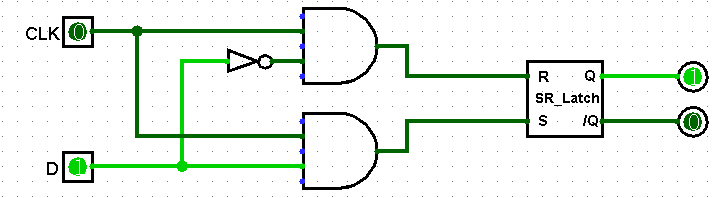 CLK 0
R Q 1
SR_Latch
S /Q 0
D 1